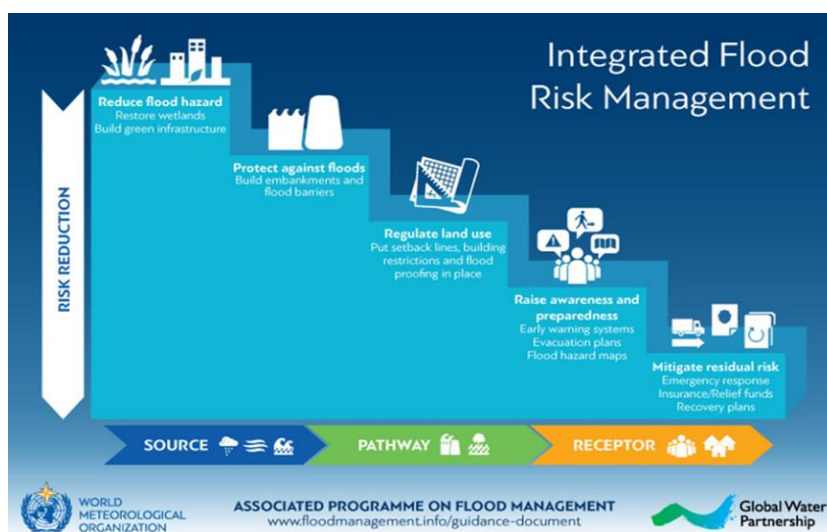 Integrated Flood
Risk Management
RISK REDUCTION
Reduce flood hazard
Restore wetlands
Build green infrastructure
Protect against floods
Build embankments and
flood barriers
Regulate land use
Put setback lines, building
restrictions and flood
proofing in place
Raise awareness and
preparedness
Early warning systems
Evacuation plans
Flood hazard maps
Mitigate residual risk
Emergency response
Insurance/Relief funds
Recovery plans
SOURCE
PATHWAY
RECEPTOR
WORLD
METEOROLOGICAL
ORGANIZATION
ASSOCIATED PROGRAMME ON FLOOD MANAGEMENT
www.floodmanagement.info/guidance-document
Global Water
Partnership